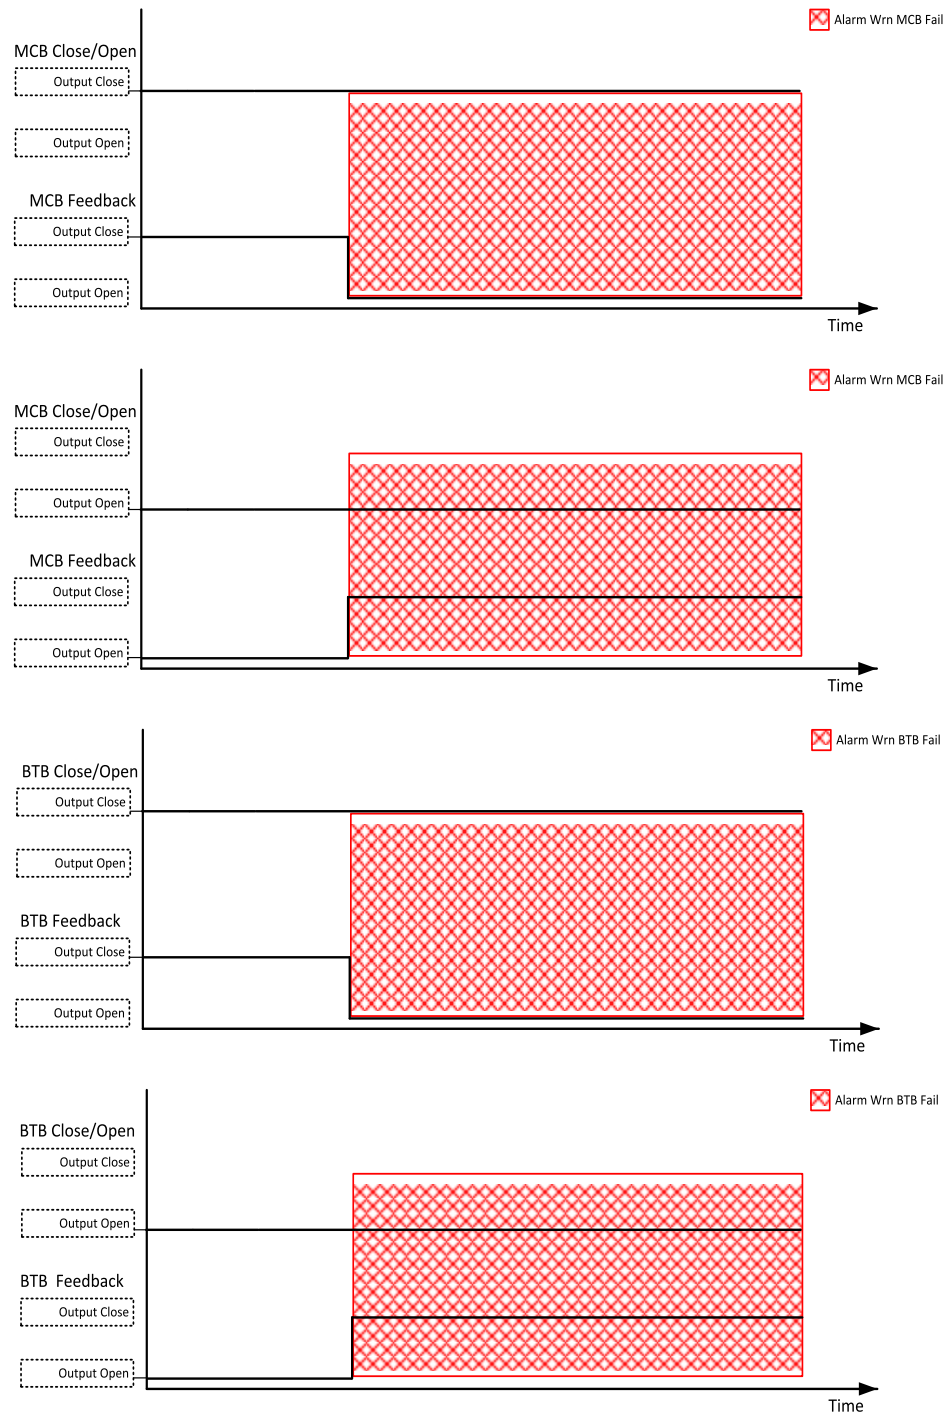 Alarm Wrn MCB Fail
MCB Close/Open
Output Close
Output Open
MCB Feedback
Output Close
Output Open
Time
Alarm Wrn MCB Fail
MCB Close/Open
Output Close
Output Open
MCB Feedback
Output Close
Output Open
Time
Alarm Wrn BTB Fail
BTB Close/Open
Output Close
Output Open
BTB Feedback
Output Close
Output Open
Time
Alarm Wrn BTB Fail
BTB Close/Open
Output Close
Output Open
BTB Feedback
Output Close
Output Open
Time